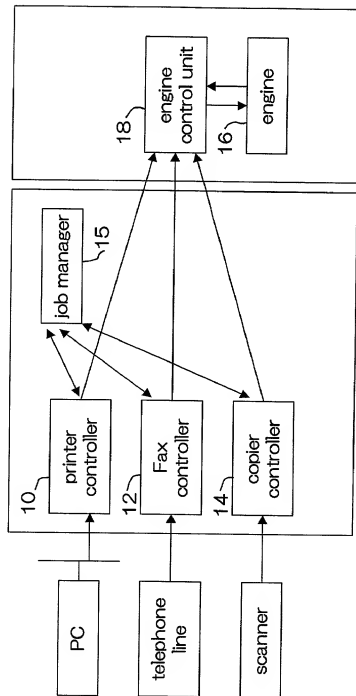 PC
telephone
line
scanner
10
printer
controller
12
Fax
controller
14
copier
controller
job manager
15
18
engine
control unit
16
engine